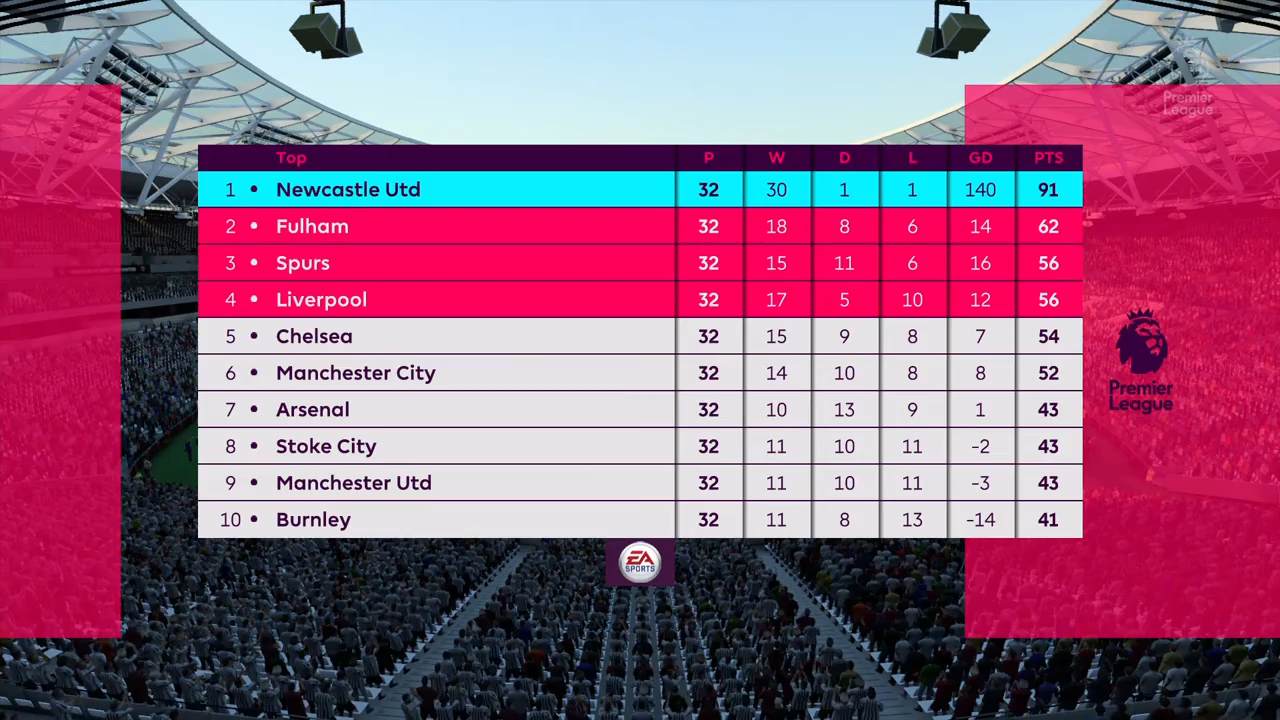 Premier
League
Top P W D L GD PTS
1 • Newcastle Utd 32 30 1 1 140 91
2 • Fulham 32 18 8 6 14 62
3 • Spurs 32 15 11 6 16 56
4 • Liverpool 32 17 5 10 12 56
5 • Chelsea 32 15 9 8 7 54
6 • Manchester City 32 14 10 8 8 52
7 • Arsenal 32 10 13 9 1 43
8 • Stoke City 32 11 10 11 -2 43
9 • Manchester Utd 32 11 10 11 -3 43
10 • Burnley 32 11 8 13 -14 41
Premier
League
EA
SPORTS